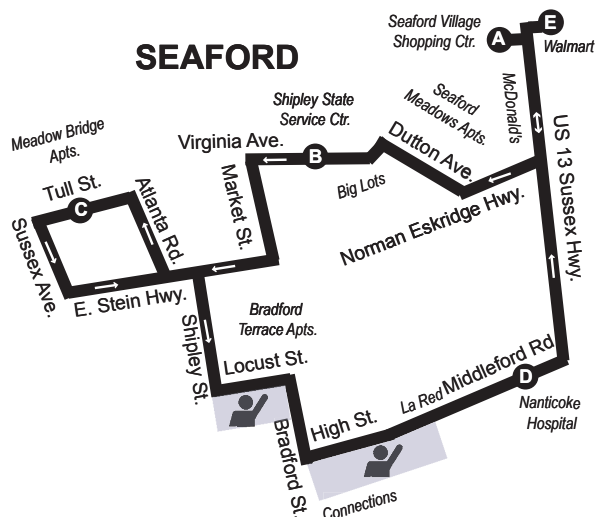 SEAFORD
Seaford Village
Shopping Ctr.
A
E
Walmart
McDonald's
US 13 Sussex Hwy.
Seaford
Meadows Apts.
Dutton Ave.
Norman Eskridge Hwy.
Shipley State
Service Ctr.
B
Big Lots
Virginia Ave.
Market St.
Meadow Bridge
Apts.
Tull St.
C
Atlanta Rd.
Sussex Ave.
E. Stein Hwy.
Shipley St.
Bradford
Terrace Apts.
Locust St.
Bradford St.
High St.
La Red
Middleford Rd
D
Nanticoke
Hospital
Connections